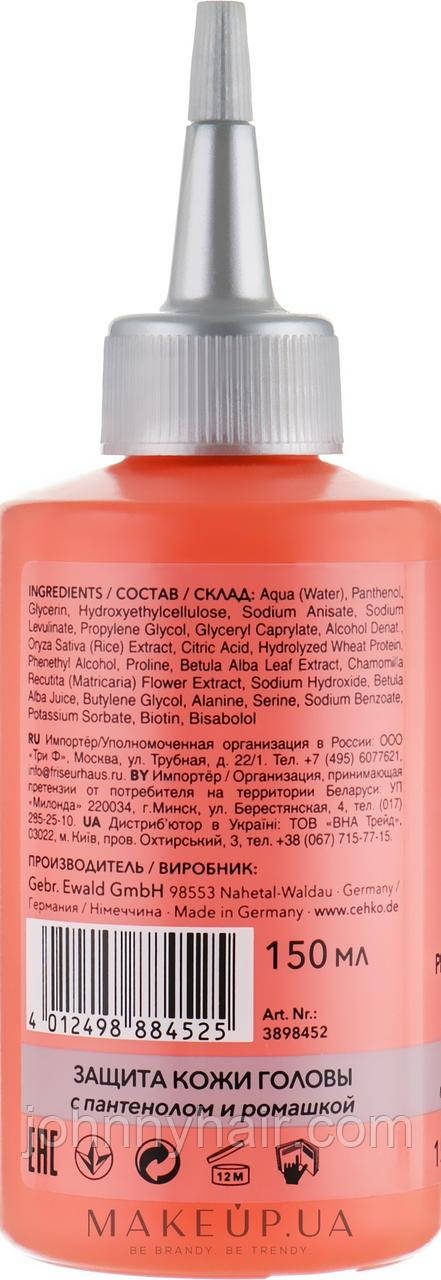 INGREDIENTS / СОСТАВ / СКЛАД: Aqua (Water), Panthenol,
Glycerin, Hydroxyethylcellulose, Sodium Anisate, Sodium
Levulinate, Propylene Glycol, Glyceryl Caprylate, Alcohol Denat.,
Oryza Sativa (Rice) Extract, Citric Acid, Hydrolyzed Wheat Protein,
Phenethyl Alcohol, Proline, Betula Alba Leaf Extract, Chamomilla
Recutita (Matricaria) Flower Extract, Sodium Hydroxide, Betula
Alba Juice, Butylene Glycol, Alanine, Serine, Sodium Benzoate,
Potassium Sorbate, Biotin, Bisabolol
RU Импортёр/Уполномоченная организация в России: ООО
«Три Ф», Москва, ул. Трубная, д. 22/1. Тел. +7 (495) 6077621,
info@friseurhaus.ru. BY Импортёр / Организация, принимающая
претензии от потребителя на территории Беларуси: УП
«Милонда» 220034, г.Минск, ул. Берестянская, 4, тел. (017)
285-25-10. UA Дистриб'ютор в Україні: ТОВ «ВНА Трейд»,
03022, м. Київ, пров. Охтирський, 3, тел. +38 (067) 715-77-15.
ПРОИЗВОДИТЕЛЬ / ВИРОБНИК:
Gebr. Ewald GmbH 98553 Nahetal-Waldau · Germany /
Германия / Німеччина · Made in Germany · www.cehko.de
150 МЛ
Art. Nr.:
3898452
4 012498 884525
ЗАЩИТА КОЖИ ГОЛОВЫ
с пантенолом и ромашкой
EAC
12M
johnnyhair.com.ua
MAKEUP.UA
BE BRANDY. BE TRENDY.